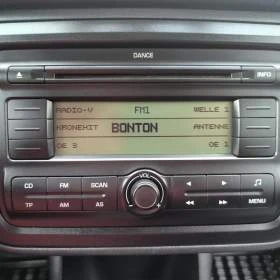 DANCE
INFO
RADIO-V FM1 WELLE 1
KRONEHIT BONTON ANTENNE
OE 3 OE 1
CD FM SCAN VOL
TP AM AS MENU